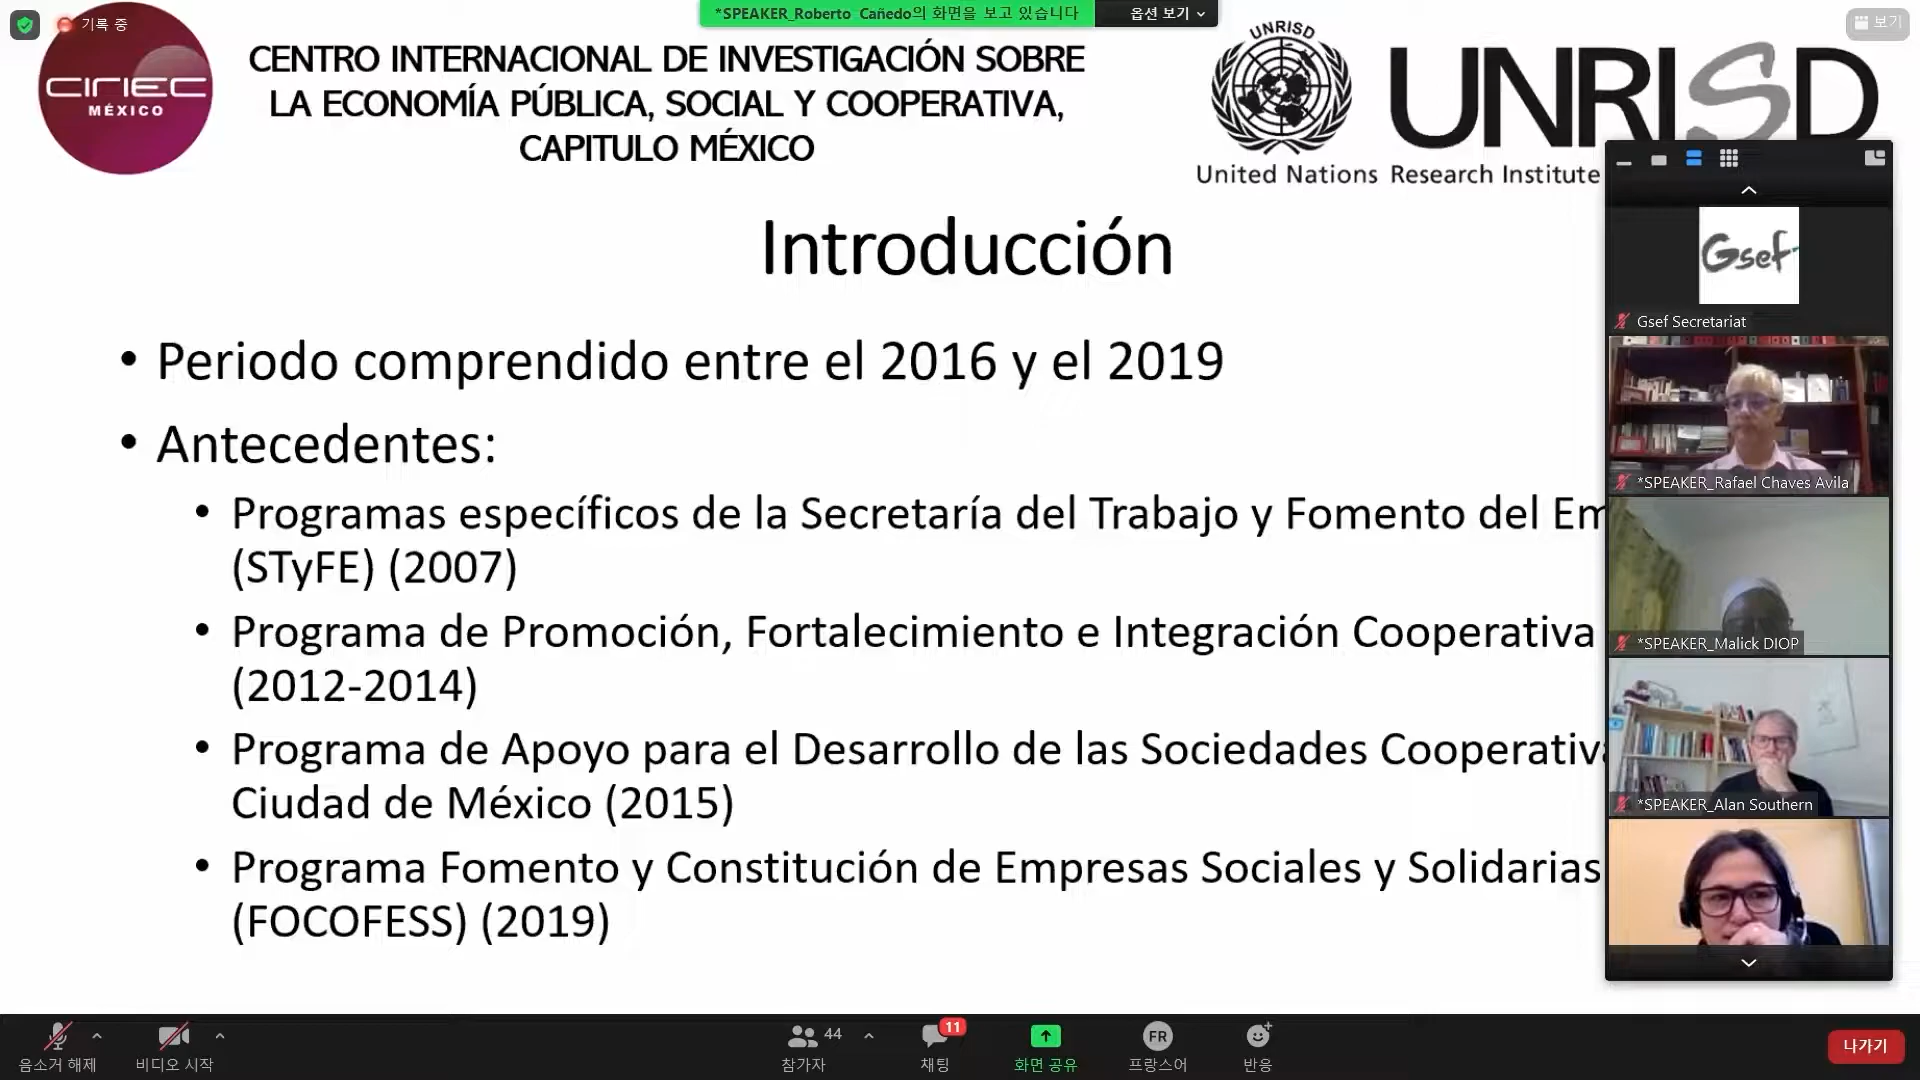 기록 중
*SPEAKER_Roberto Cañedo의 화면을 보고 있습니다
옵션 보기
보기
CIRIEC
MÉXICO
CENTRO INTERNACIONAL DE INVESTIGACIÓN SOBRE
LA ECONOMÍA PÚBLICA, SOCIAL Y COOPERATIVA,
CAPITULO MÉXICO
UNRISD
UNRISD
United Nations Research Institute
Introducción
• Periodo comprendido entre el 2016 y el 2019
• Antecedentes:
• Programas específicos de la Secretaría del Trabajo y Fomento del Em
(STyFE) (2007)
• Programa de Promoción, Fortalecimiento e Integración Cooperativa
(2012-2014)
• Programa de Apoyo para el Desarrollo de las Sociedades Cooperativa
Ciudad de México (2015)
• Programa Fomento y Constitución de Empresas Sociales y Solidarias
(FOCOFESS) (2019)
Gsef
Gsef Secretariat
*SPEAKER_Rafael Chaves Avila
*SPEAKER_Malick DIOP
*SPEAKER_Alan Southern
음소거 해제
비디오 시작
44
참가자
11
채팅
화면 공유
FR
프랑스어
반응
나가기